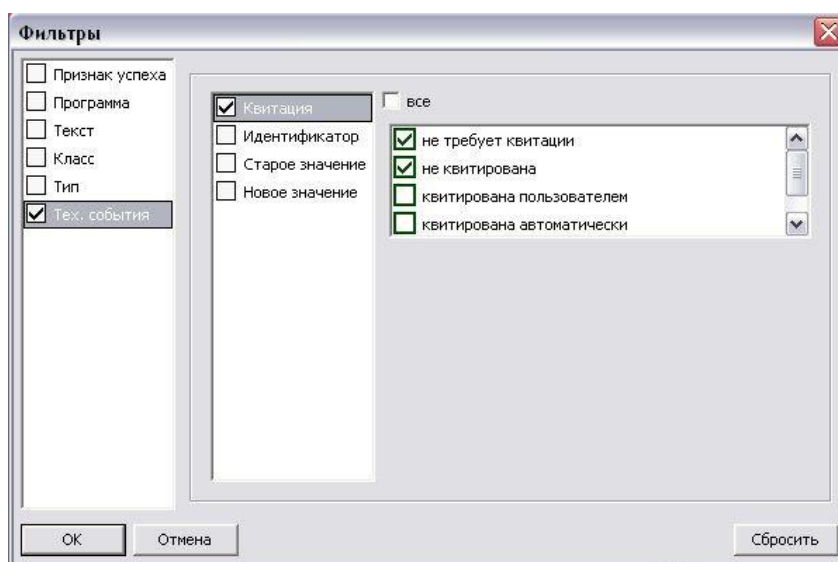 Фильтры
Признак успеха
Программа
Текст
Класс
Тип
Тех. события
Квитация
Идентификатор
Старое значение
Новое значение
все
не требует квитации
не квитирована
квитирована пользователем
квитирована автоматически
OK
Отмена
Сбросить